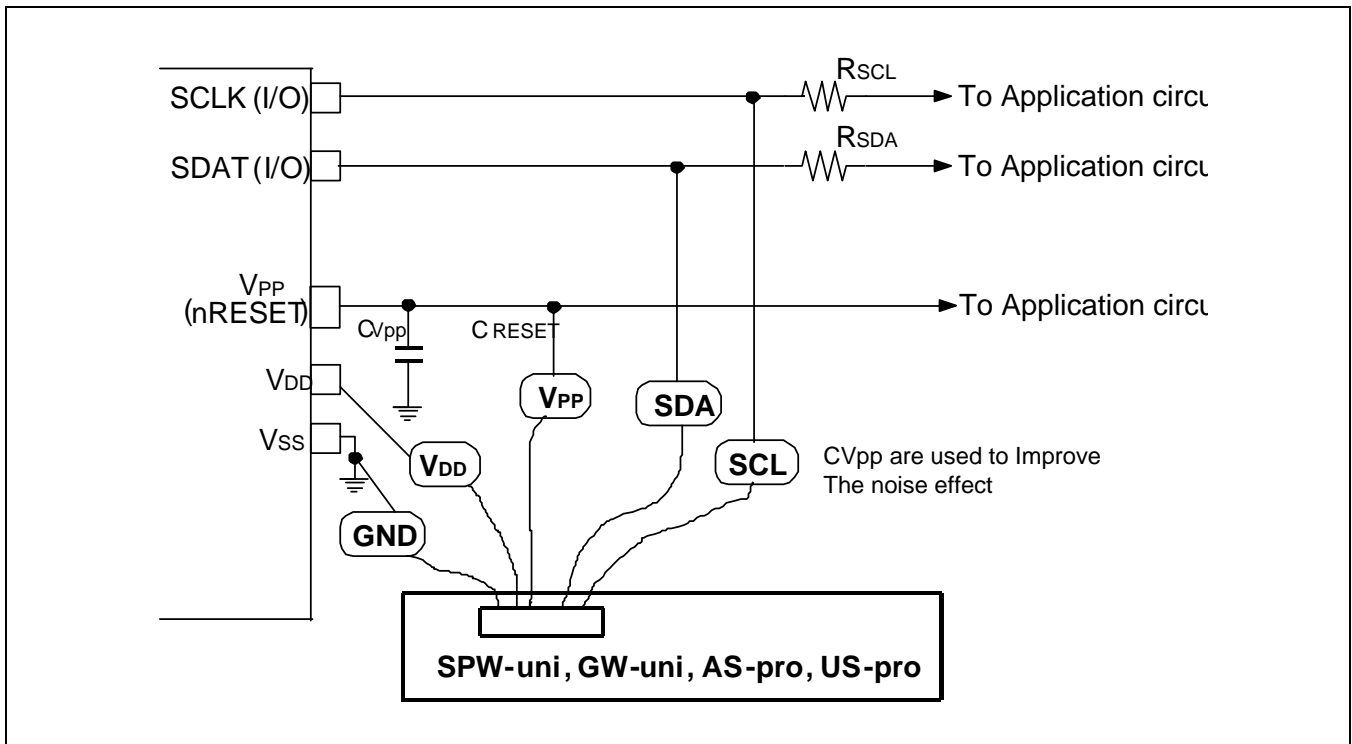 RSCL
SCLK (I/O)
To Application circu
RSDA
SDAT (I/O)
To Application circu
VPP
(nRESET)
To Application circu
CVpp
C RESET
VDD
VPP
SDA
VSS
VDD
SCL
CVpp are used to Improve
The noise effect
GND
SPW-uni, GW-uni, AS-pro, US-pro